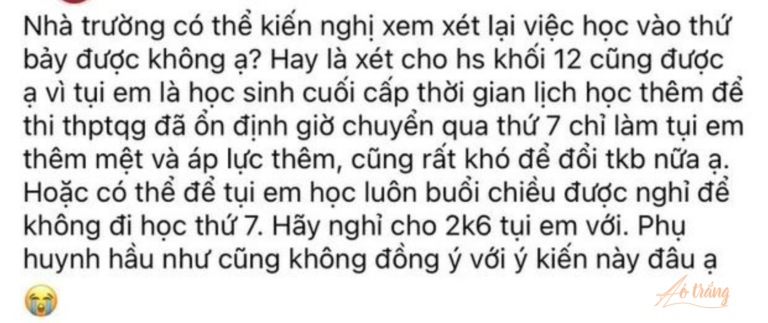 Nhà trường có thể kiến nghị xem xét lại việc học vào thứ
bảy được không ạ? Hay là xét cho hs khối 12 cũng được
ạ vì tụi em là học sinh cuối cấp thời gian lịch học thêm để
thi thptqg đã ổn định giờ chuyển qua thứ 7 chỉ làm tụi em
thêm mệt và áp lực thêm, cũng rất khó để đổi tkb nữa ạ.
Hoặc có thể để tụi em học luôn buổi chiều được nghỉ để
không đi học thứ 7. Hãy nghỉ cho 2k6 tụi em với. Phụ
huynh hầu như cũng không đồng ý với ý kiến này đâu ạ
😭
Áo trắng